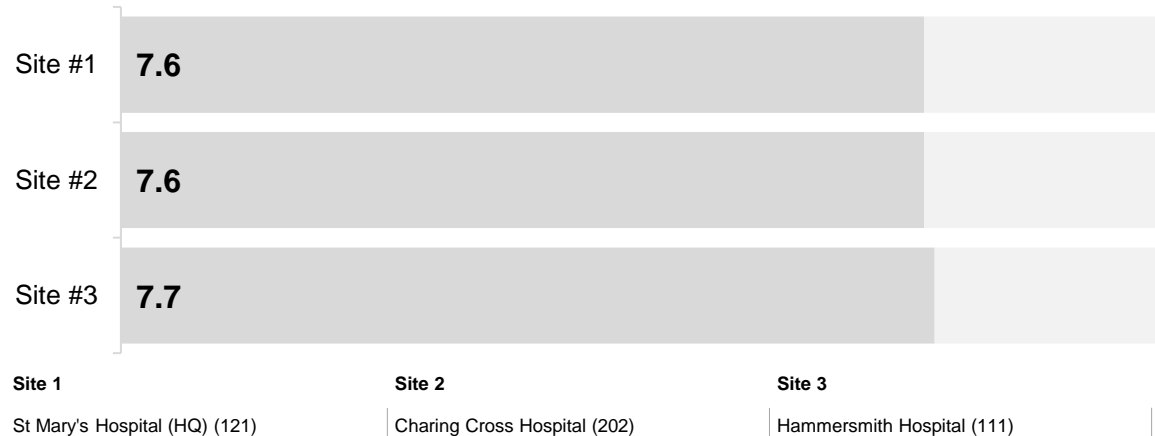 Site #1 7.6
Site #2 7.6
Site #3 7.7
Site 1 Site 2 Site 3
St Mary's Hospital (HQ) (121) Charing Cross Hospital (202) Hammersmith Hospital (111)